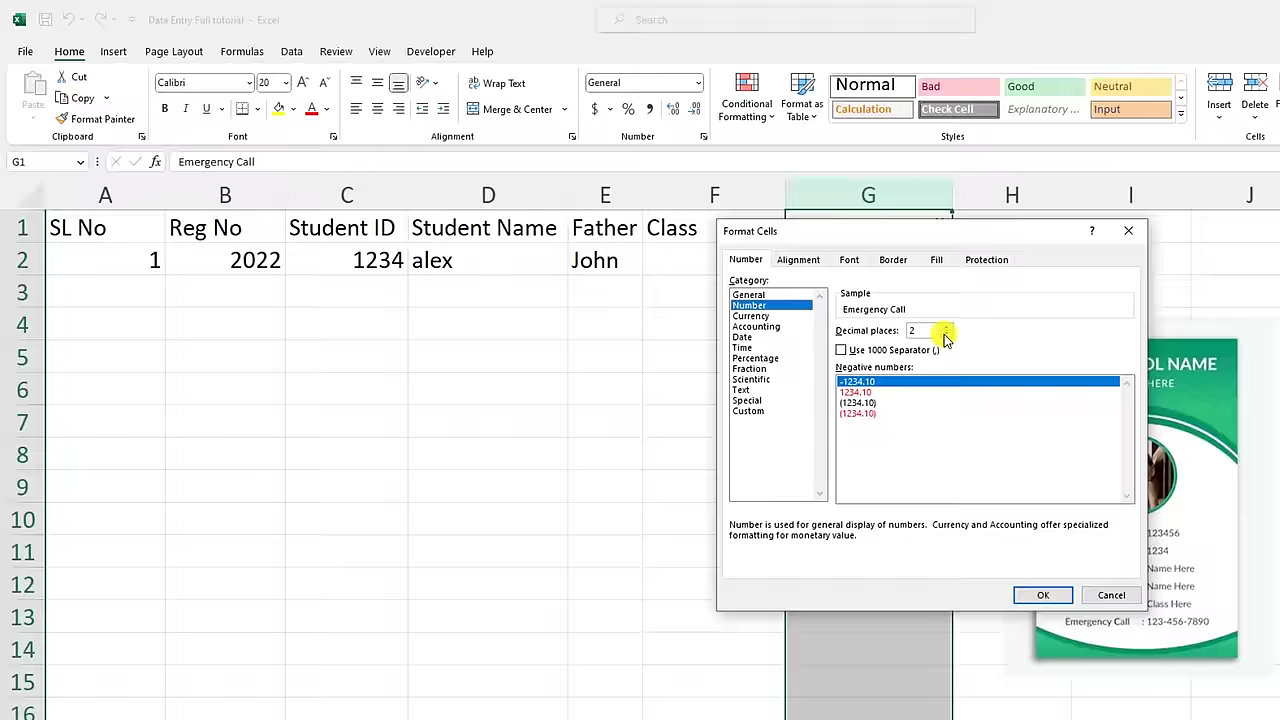 Data Entry Full tutorial - Excel
Search
File Home Insert Page Layout Formulas Data Review View Developer Help
Paste
Cut
Copy
Format Painter
Clipboard
Calibri 20 A A
B I U A
Font
Wrap Text
Merge & Center
Alignment
General
$ %
Number
Conditional Formatting
Format as Table
Normal Bad Good Neutral
Calculation Check Cell Explanatory ... Input
Styles
Insert Delete
Cells
G1 fx Emergency Call
A B C D E F G H I J
1 SL No Reg No Student ID Student Name Father Class
2 1 2022 1234 alex John
3
4
5
6
7
8
9
10
11
12
13
14
15
16
Format Cells ?
Number Alignment Font Border Fill Protection
Category:
General
Number
Currency
Accounting
Date
Time
Percentage
Fraction
Scientific
Text
Special
Custom
Sample
Emergency Call
Decimal places: 2
Use 1000 Separator (,)
Negative numbers:
-1234.10
1234.10
(1234.10)
(1234.10)
Number is used for general display of numbers. Currency and Accounting offer specialized
formatting for monetary value.
OK Cancel
OL NAME
HERE
123456
1234
Name Here
Name Here
Class Here
Emergency Call : 123-456-7890